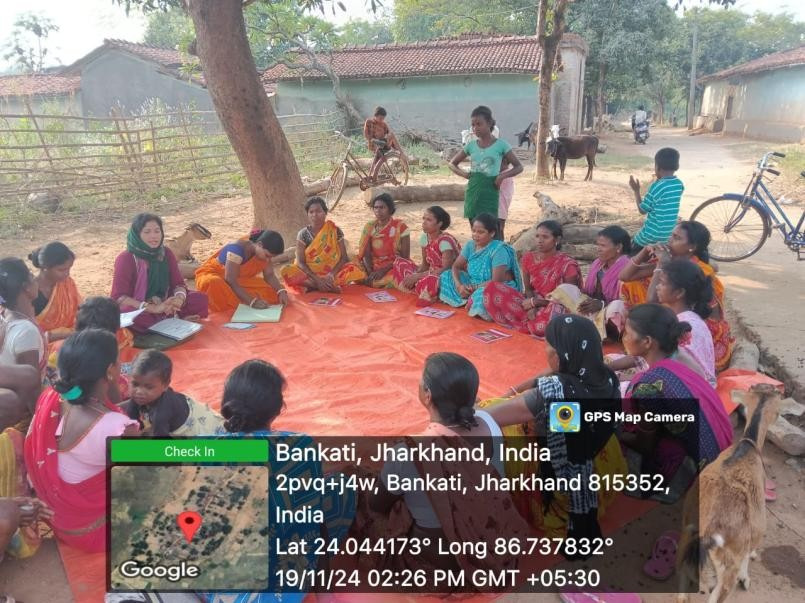 GPS Map Camera
Check In
Bankati, Jharkhand, India
2pvq+j4w, Bankati, Jharkhand 815352,
India
Lat 24.044173° Long 86.737832°
19/11/24 02:26 PM GMT +05:30
Google